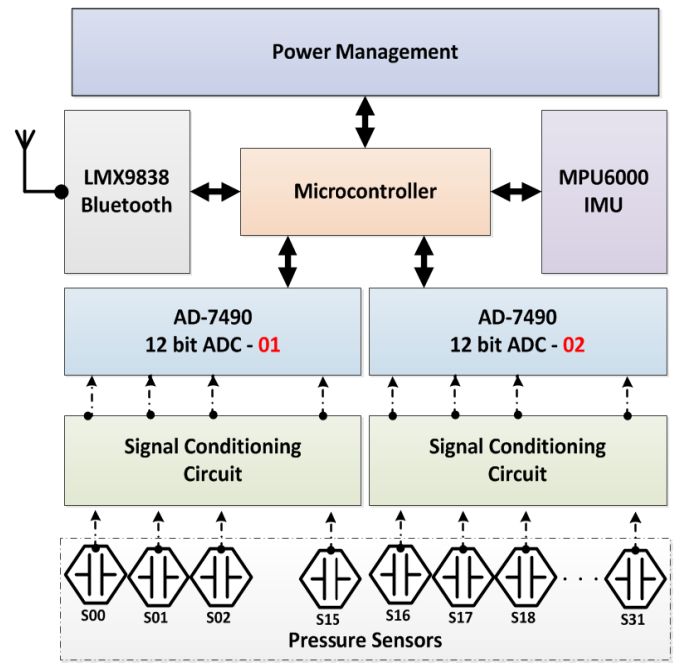 Power Management
LMX9838
Bluetooth
Microcontroller
MPU6000
IMU
AD-7490
12 bit ADC - 01
AD-7490
12 bit ADC - 02
Signal Conditioning
Circuit
Signal Conditioning
Circuit
S00 S01 S02 S15 S16 S17 S18 . . . S31
Pressure Sensors